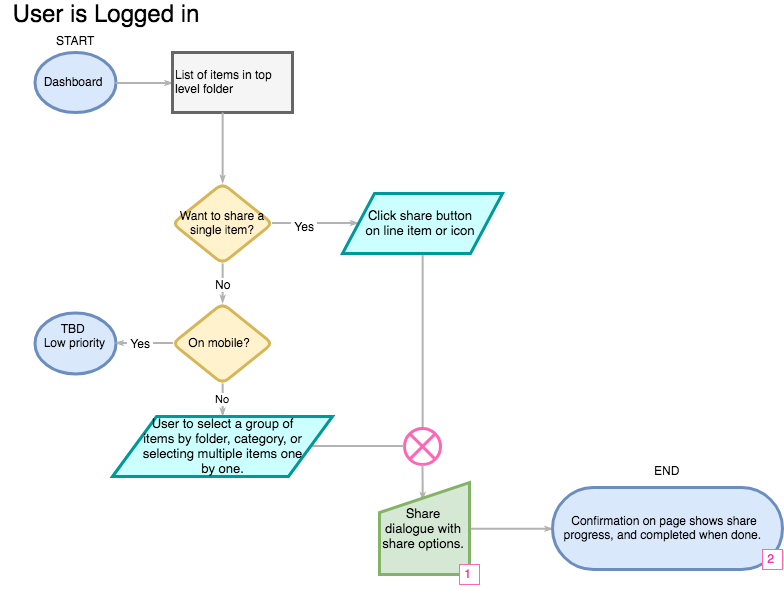 User is Logged in
START
Dashboard
List of items in top
level folder
Want to share a
single item?
Yes
Click share button
on line item or icon
No
TBD
Low priority
Yes
On mobile?
No
User to select a group of
items by folder, category, or
selecting multiple items one
by one.
Share
dialogue with
share options.
1
END
Confirmation on page shows share
progress, and completed when done.
2